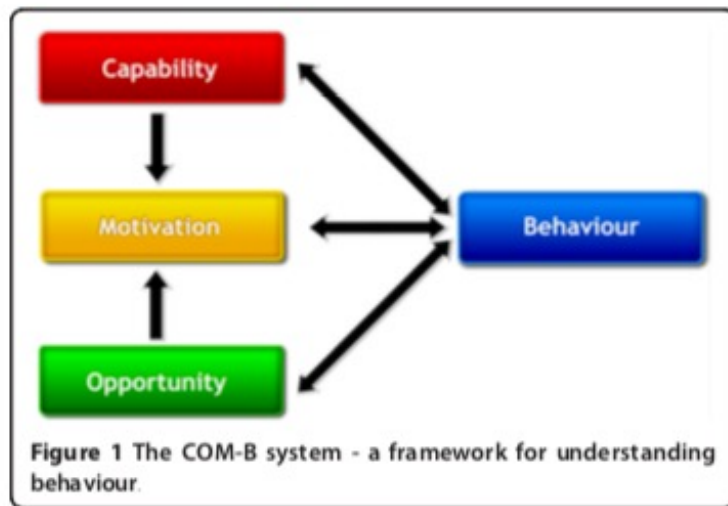 Capability
Motivation
Behaviour
Opportunity
Figure 1 The COM-B system - a framework for understanding
behaviour.